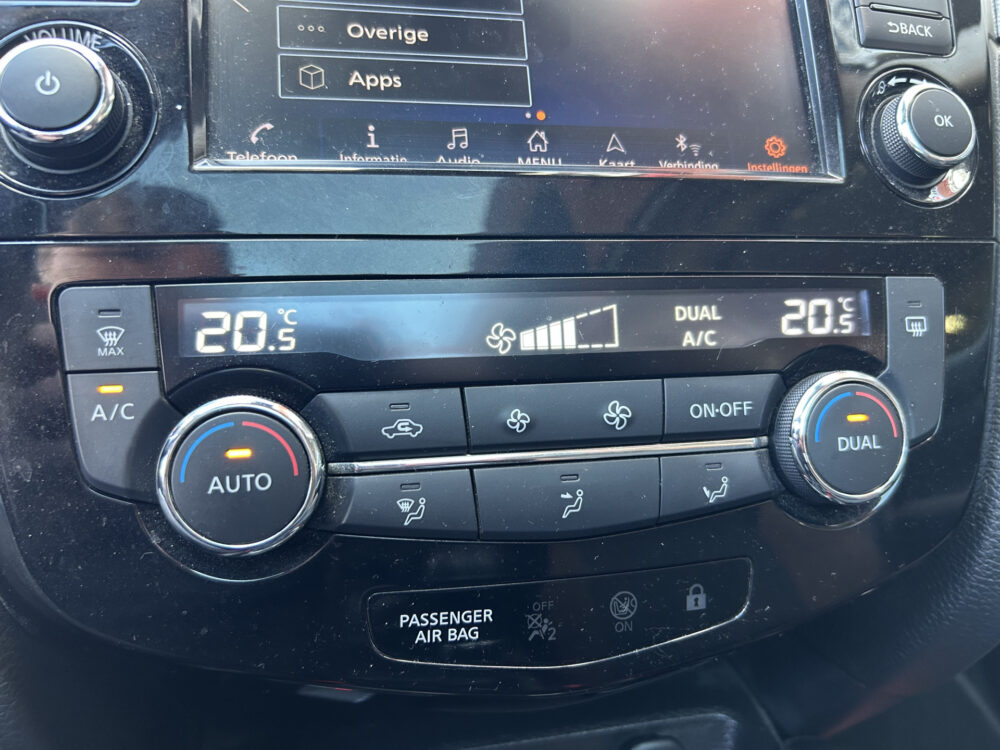 VOLUME
Overige
Apps
BACK
OK
Telefoon
Informatie
Audio
MENU
Kaart
Verbinding
Instellingen
20.5 °C
DUAL
A/C
20.5 °C
MAX
A/C
ON·OFF
AUTO
DUAL
PASSENGER
AIR BAG
OFF
2
ON